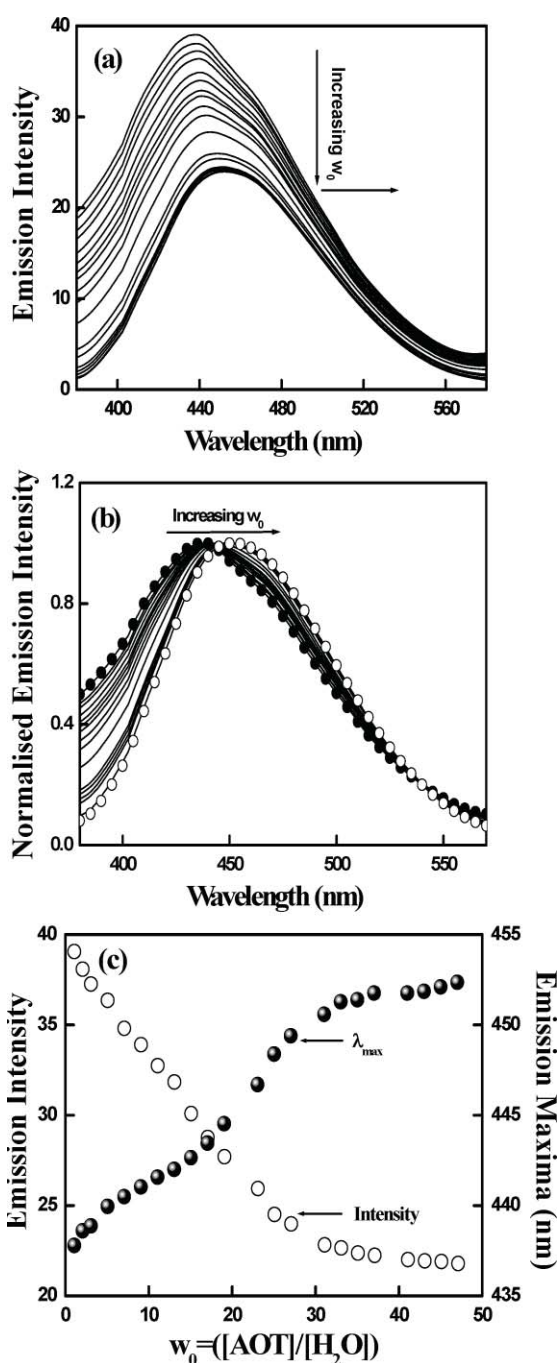 40
30
20
10
0
Emission Intensity
(a)
Increasing w0
400 440 480 520 560
Wavelength (nm)
1.2
0.8
0.4
0.0
Normalised Emission Intensity
(b)
Increasing w0
400 450 500 550
Wavelength (nm)
40
35
30
25
20
Emission Intensity
(c)
λmax
Intensity
455
450
445
440
435
Emission Maxima (nm)
0 10 20 30 40 50
w0=([AOT]/[H2O])